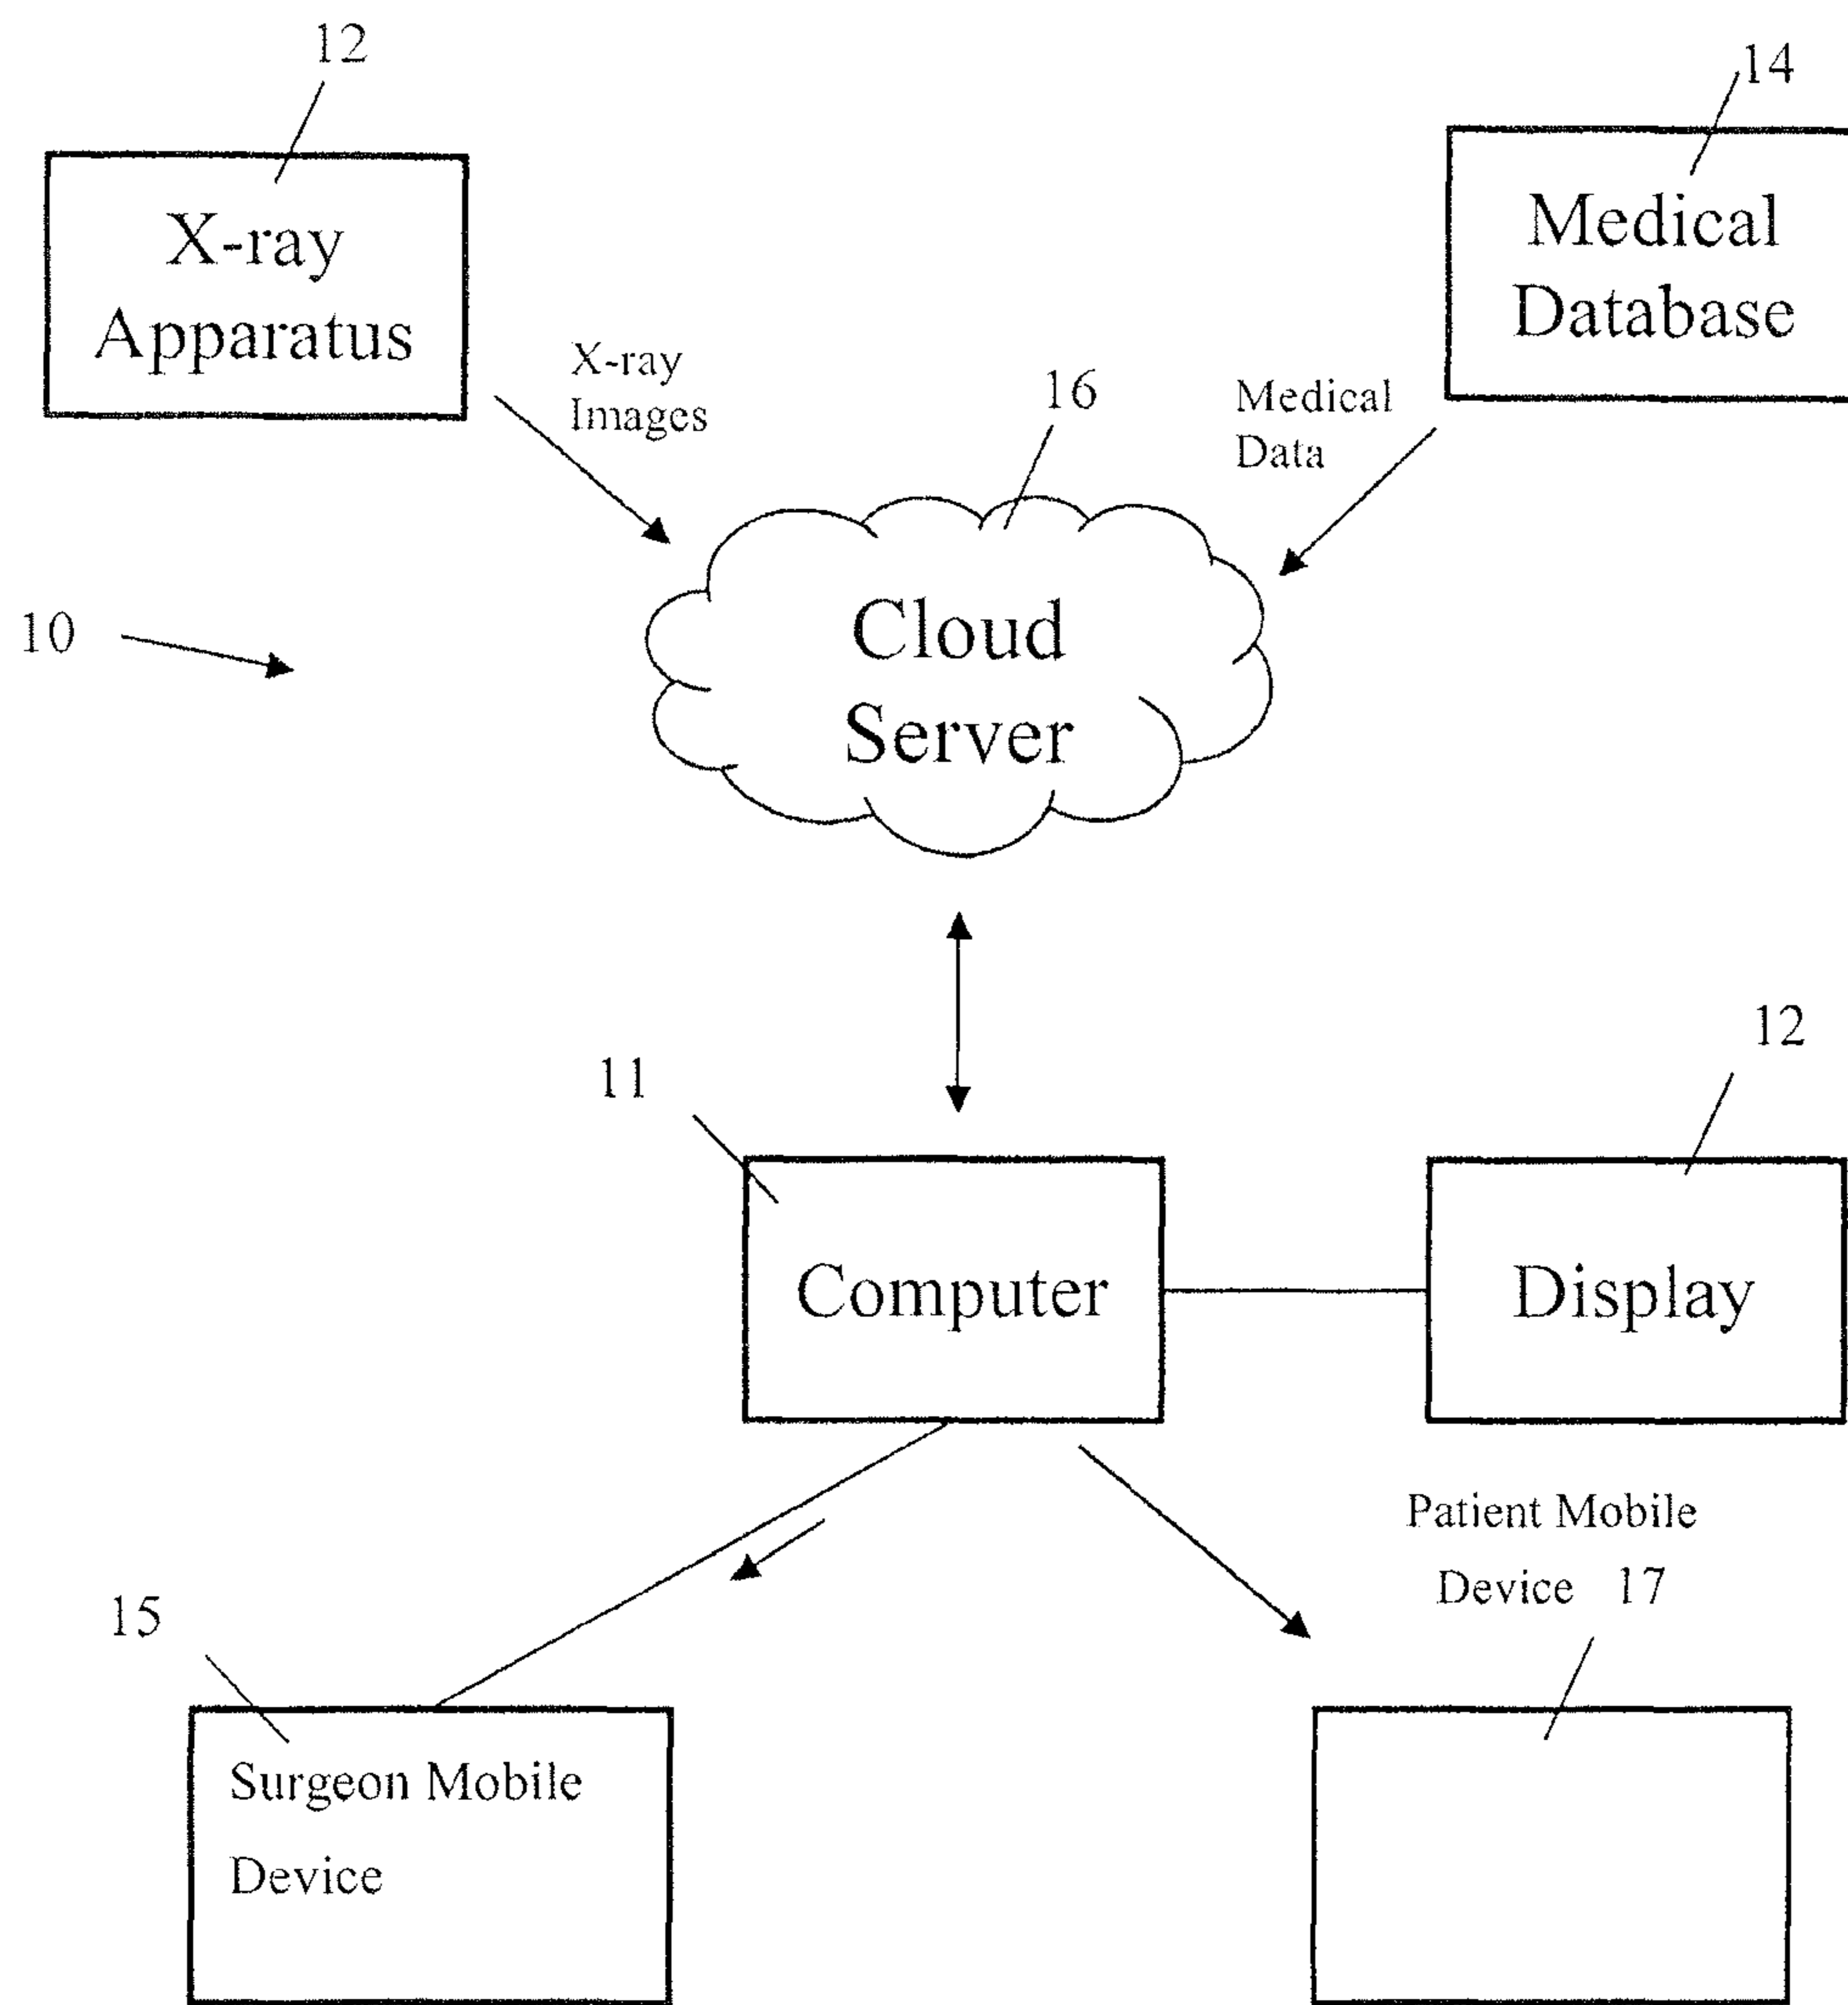 12
14
X-ray
Apparatus
Medical
Database
X-ray
Images
16
Medical
Data
10
Cloud
Server
11
12
Computer
Display
Patient Mobile
Device 17
15
Surgeon Mobile
Device